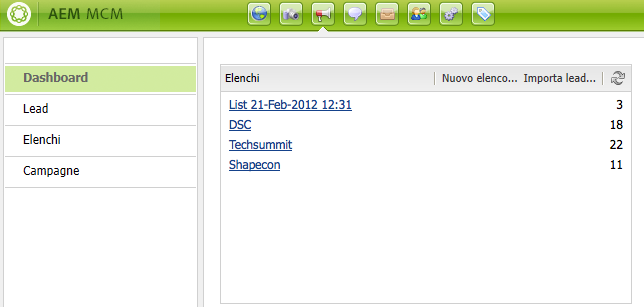 AEM MCM
Dashboard
Lead
Elenchi
Campagne
Elenchi Nuovo elenco... Importa lead...
List 21-Feb-2012 12:31 3
DSC 18
Techsummit 22
Shapecon 11